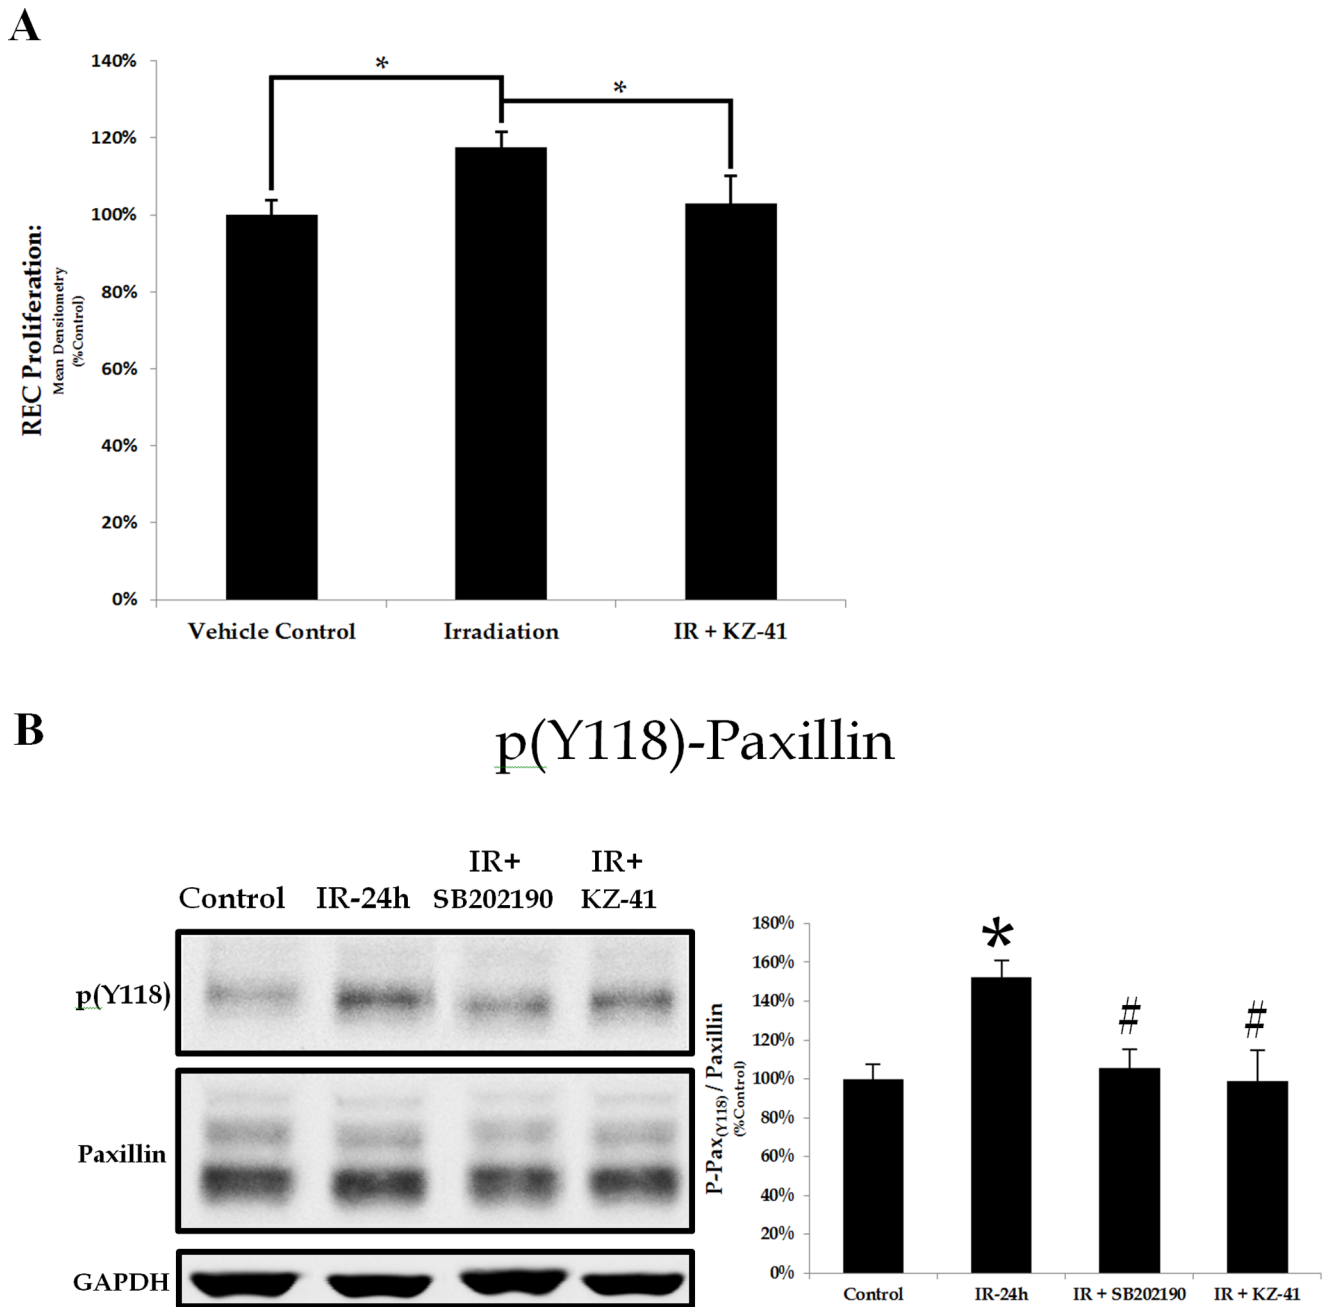 A
140%
120%
100%
80%
60%
40%
20%
0%
REC Proliferation:
Mean Densitometry
(%Control)
*
*
Vehicle Control
Irradiation
IR + KZ-41
B
p(Y118)-Paxillin
Control
IR-24h
IR+
SB202190
IR+
KZ-41
p(Y118)
Paxillin
GAPDH
180%
160%
140%
120%
100%
80%
60%
40%
20%
0%
P-Pax(Y118) / Paxillin
(%Control)
*
#
#
Control
IR-24h
IR + SB202190
IR + KZ-41